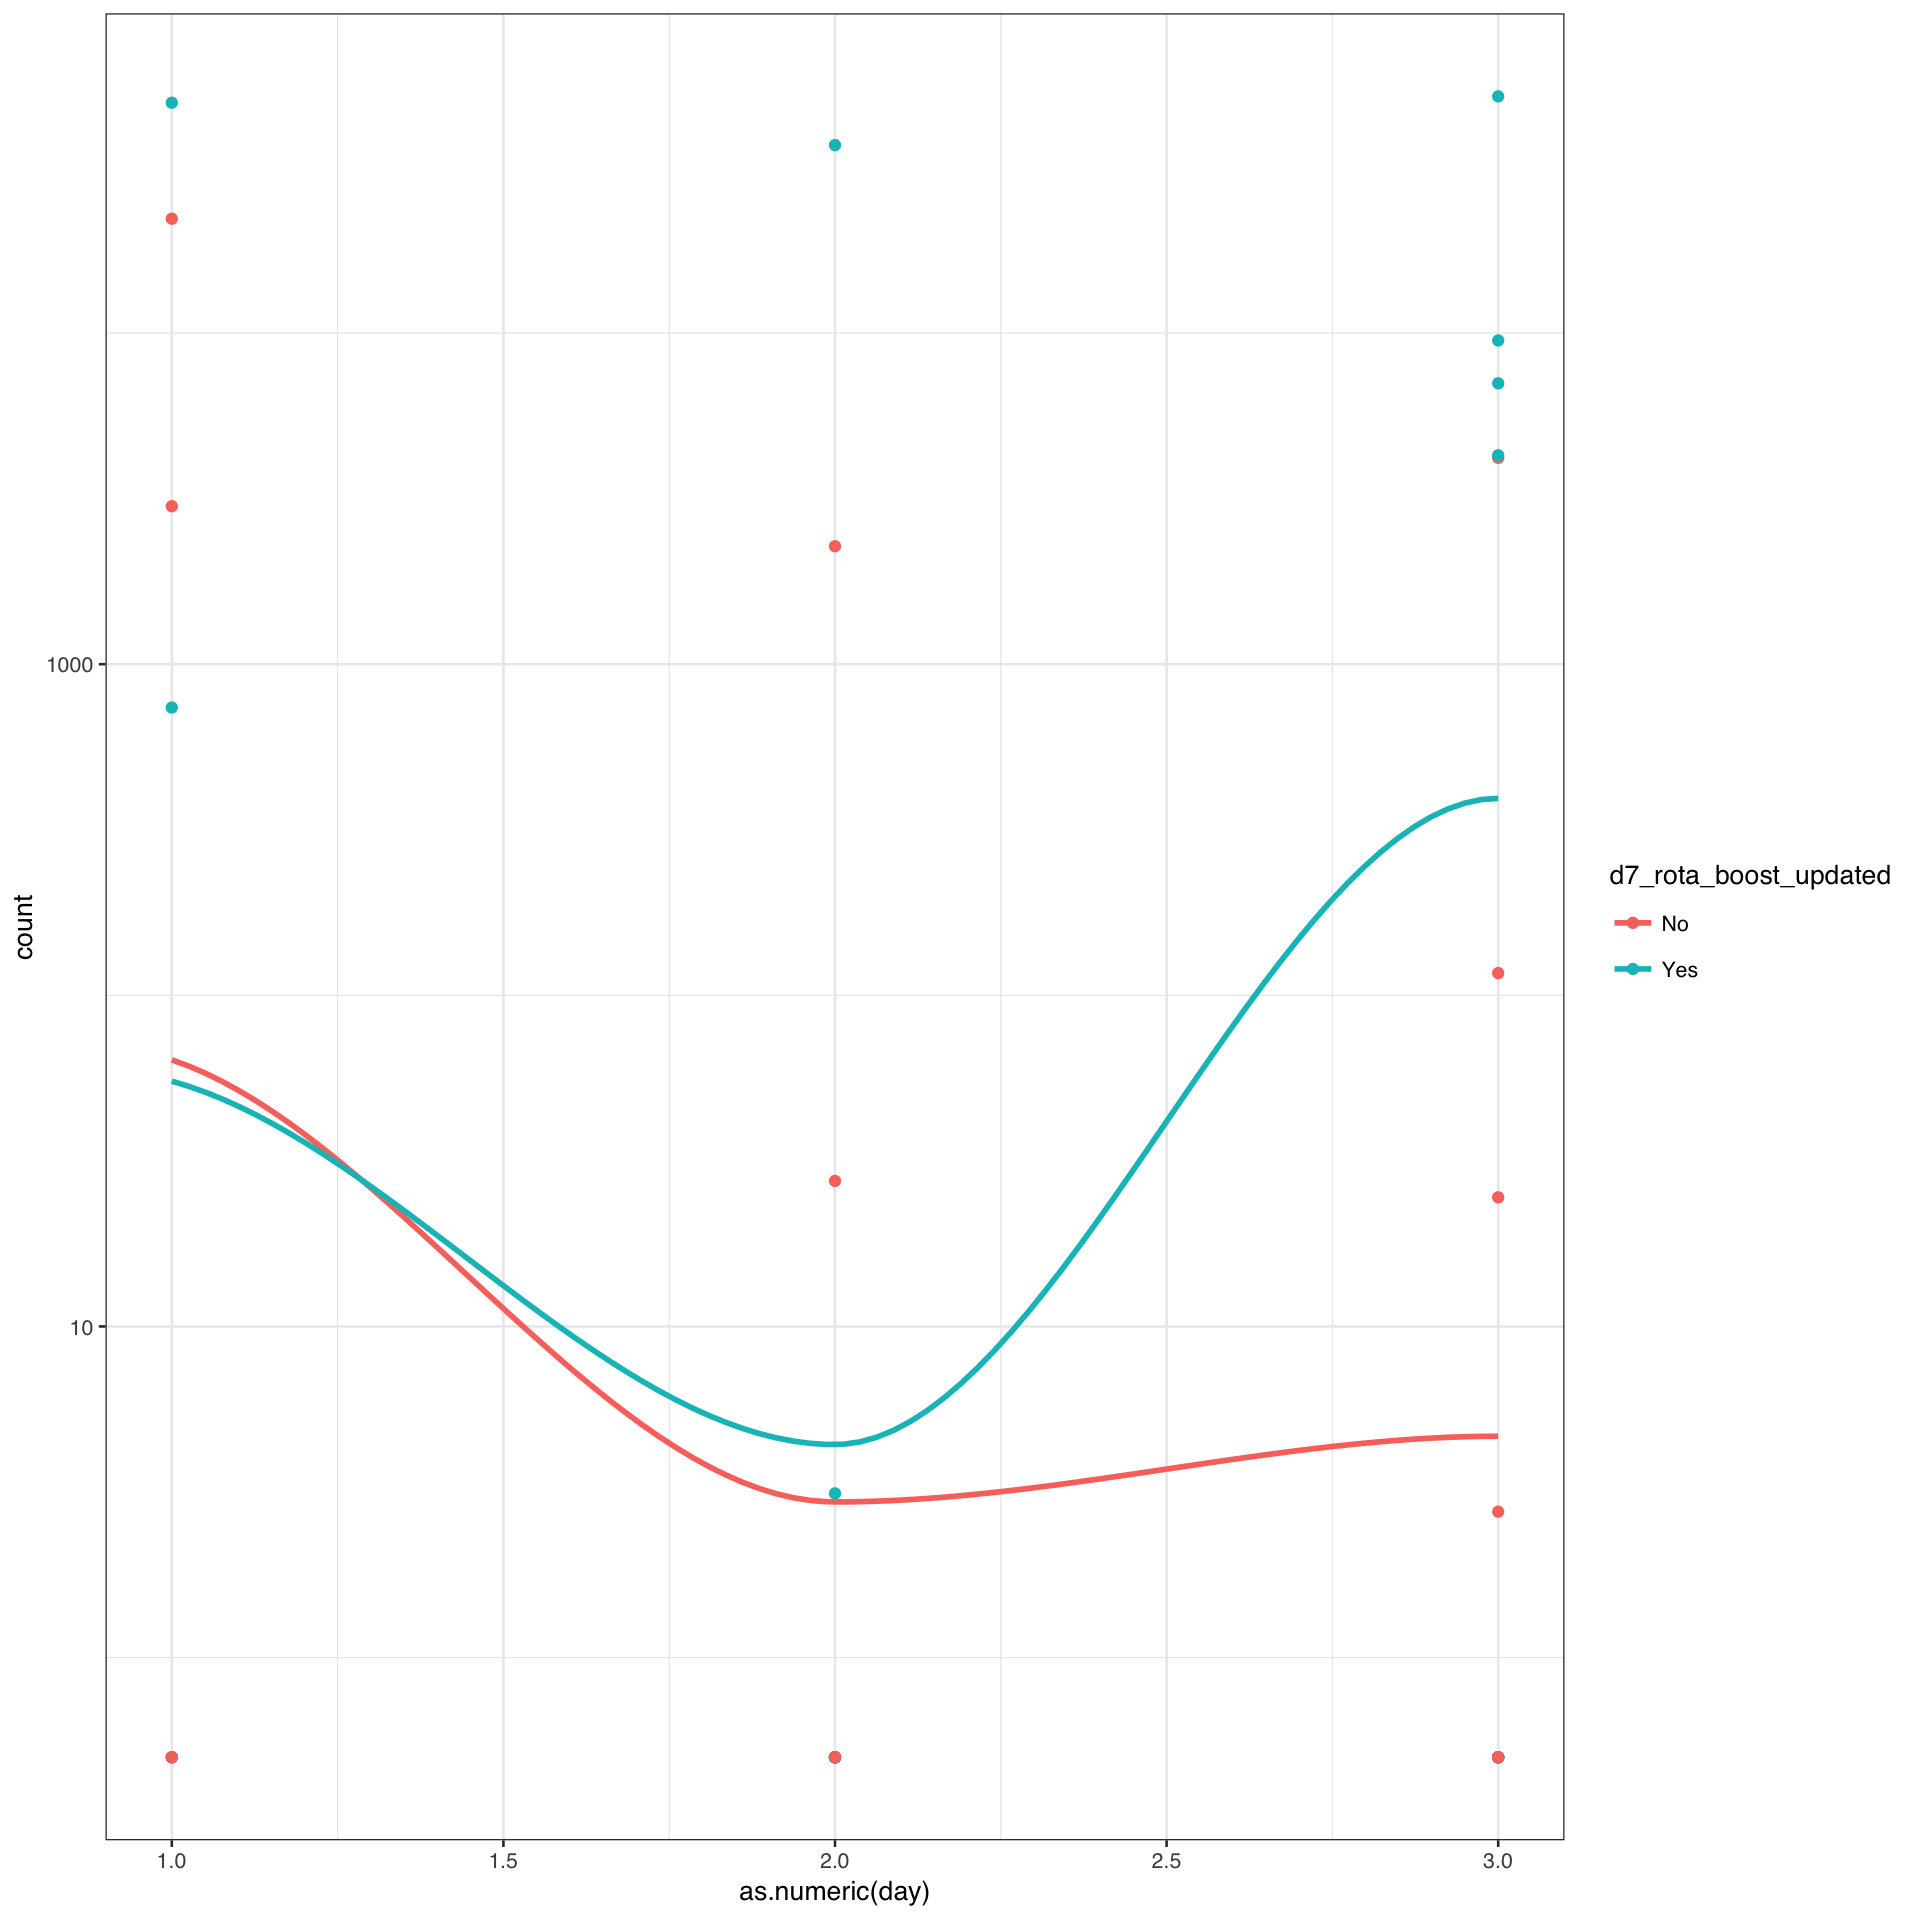 count
1000
10
1.0
1.5
2.0
2.5
3.0
as.numeric(day)
d7_rota_boost_updated
No
Yes